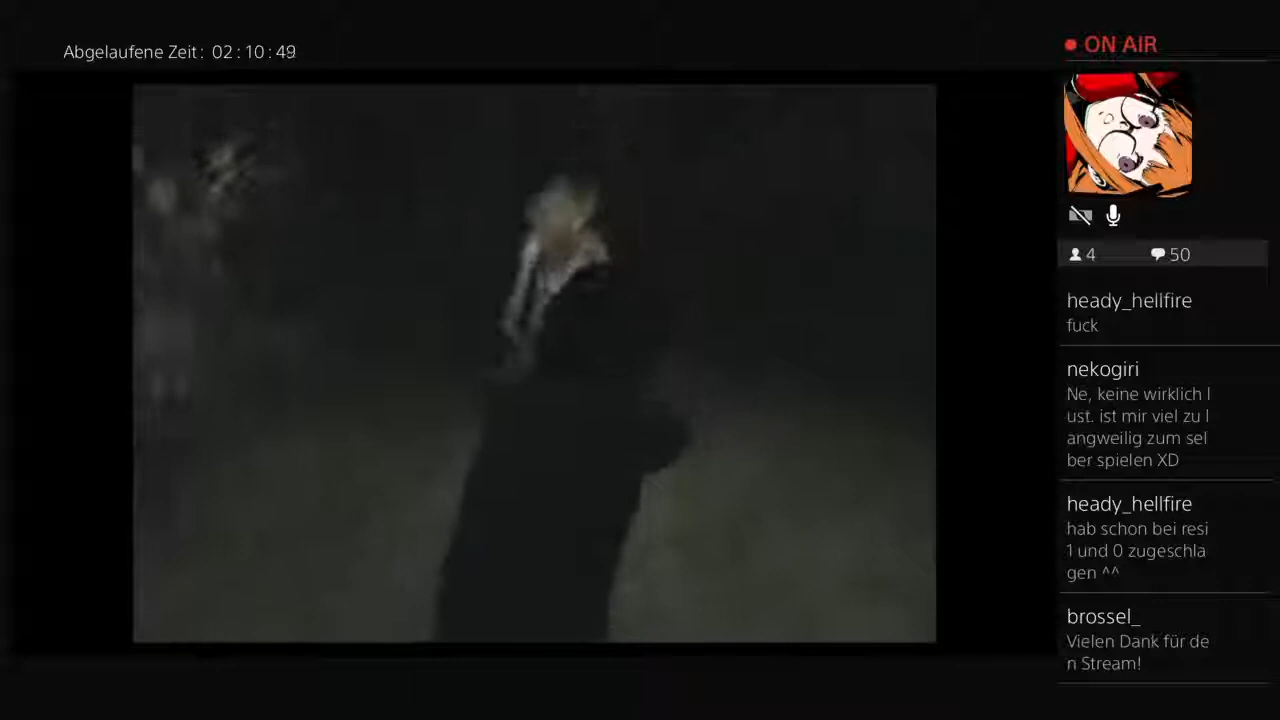 Abgelaufene Zeit: 02:10:49
ON AIR
4 50
heady_hellfire
fuck
nekogiri
Ne, keine wirklich l
ust. ist mir viel zu l
angweilig zum sel
ber spielen XD
heady_hellfire
hab schon bei resi
1 und 0 zugeschla
gen ^^
brossel_
Vielen Dank für de
n Stream!